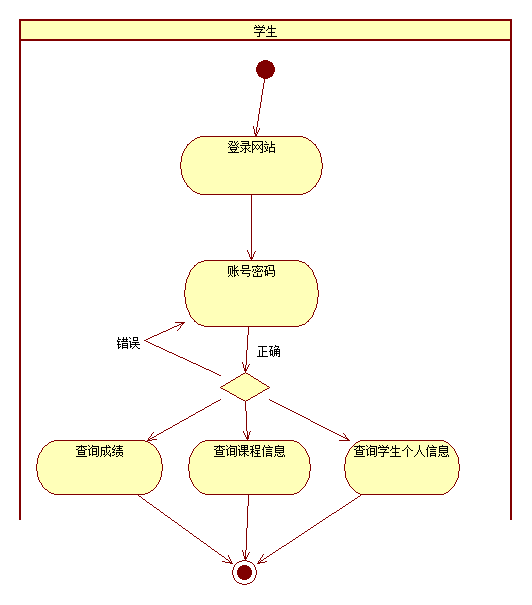 学生
登录网站
账号密码
错误
正确
查询成绩
查询课程信息
查询学生个人信息